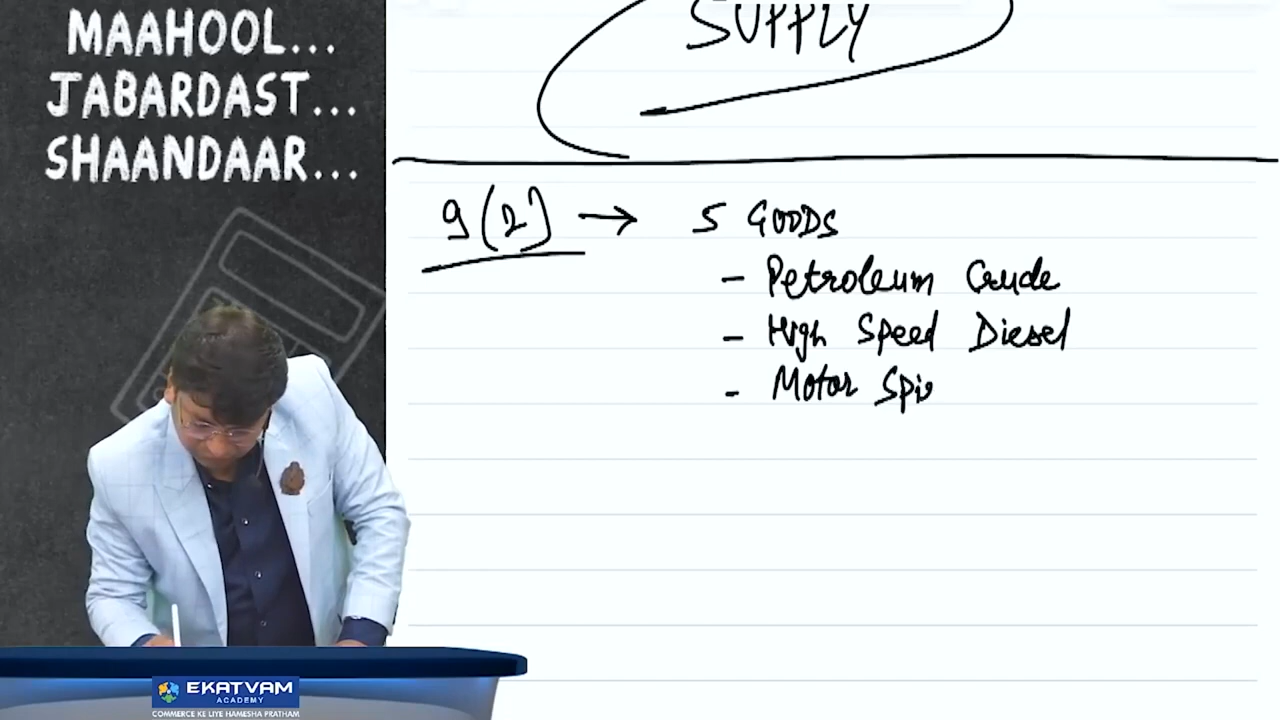 MAAHOOL...
JABARDAST...
SHAANDAAR...
SUPPLY
9(2) → 5 GOODS
- Petroleum Crude
- High Speed Diesel
- Motor Spi
EKATVAM
ACADEMY
COMMERCE KE LIYE HAMESHA PRATHAM